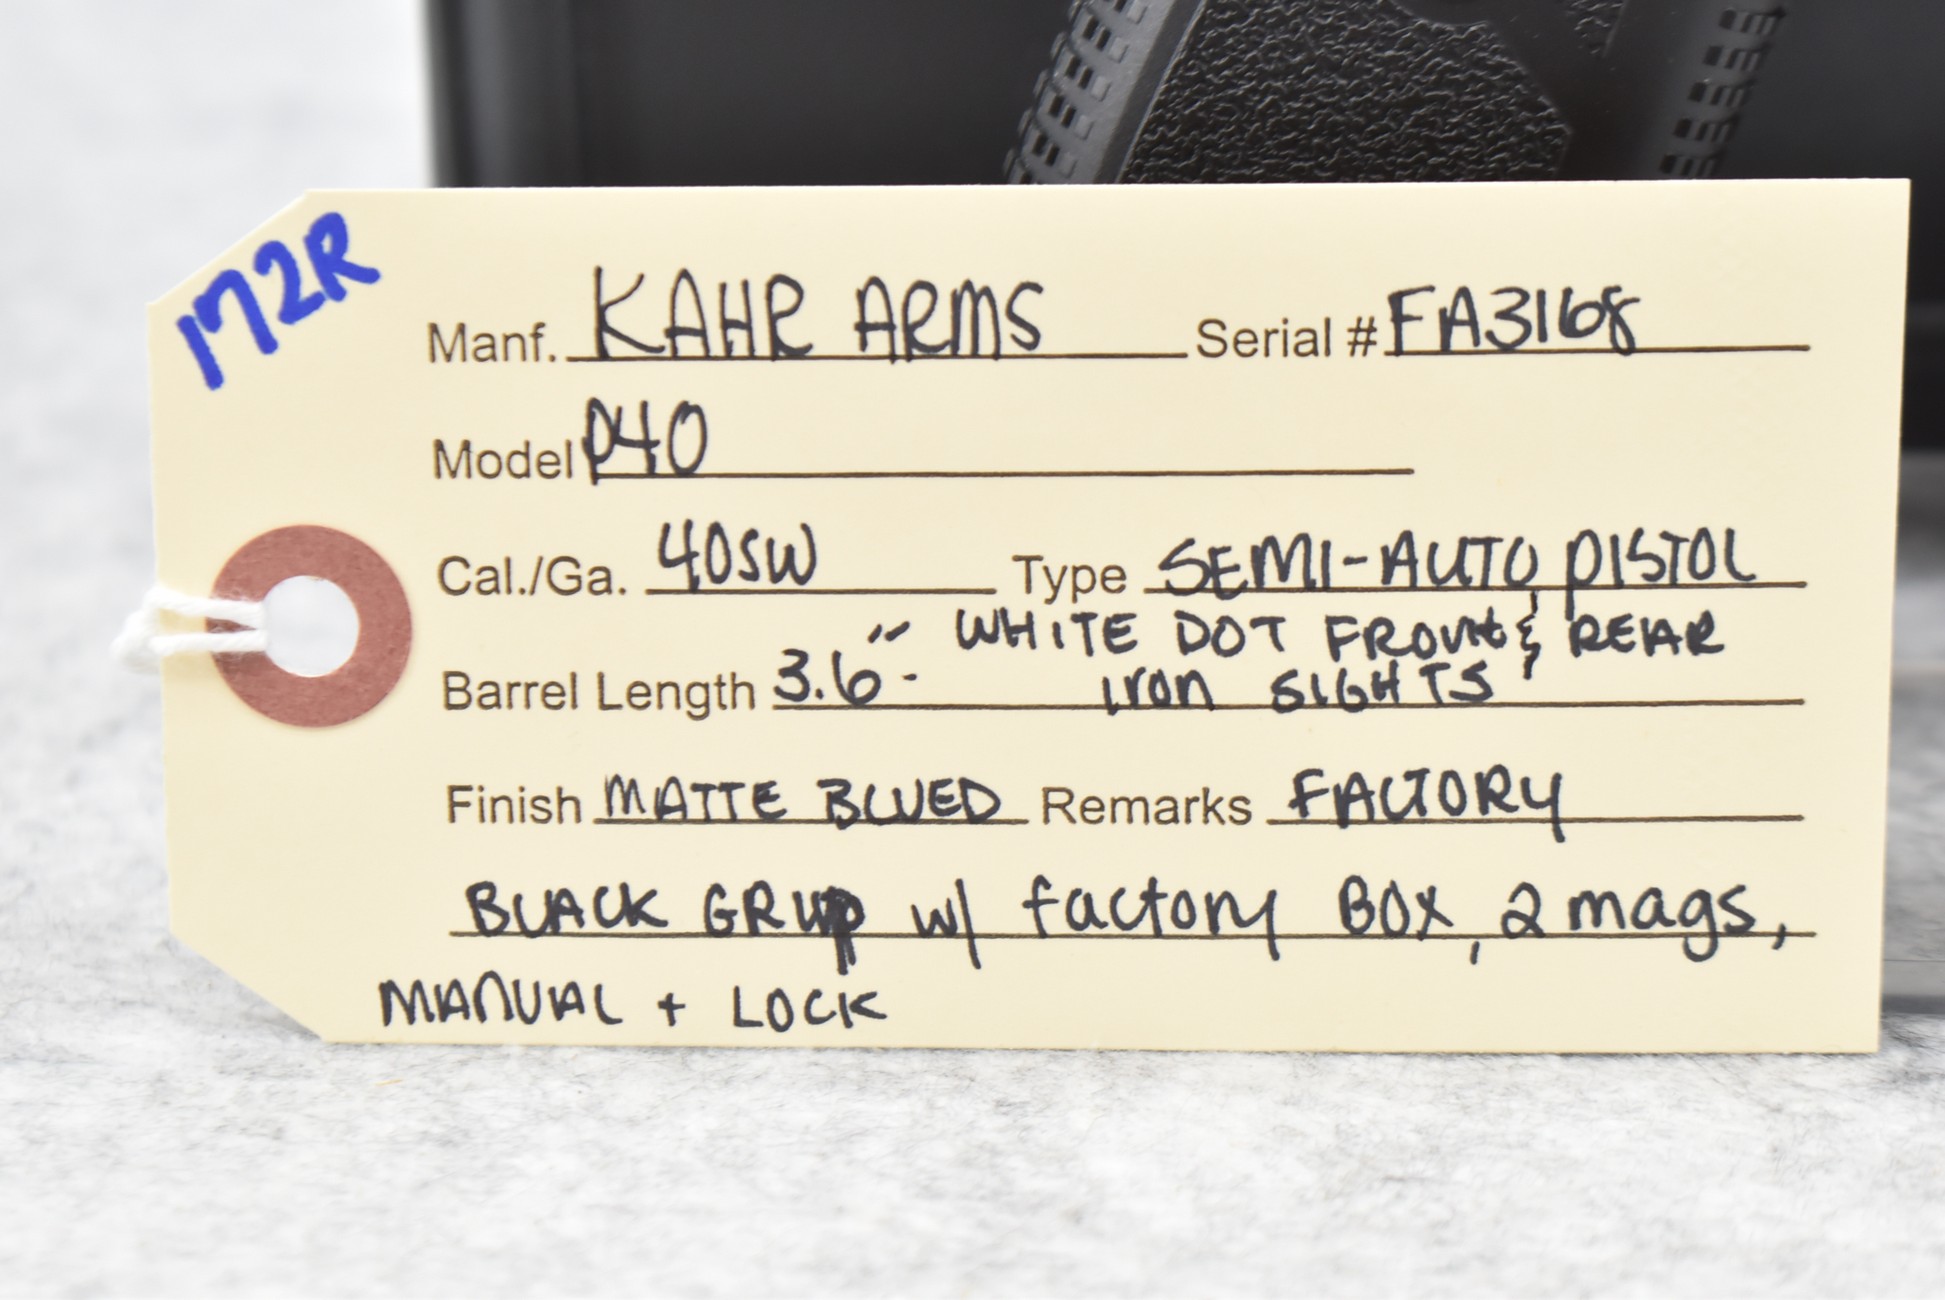 172R
Manf. KAHR ARMS Serial # FA3168
Model P40
Cal./Ga. 40SW Type SEMI-AUTO PISTOL
Barrel Length 3.6" - WHITE DOT FRONT & REAR
IRON SIGHTS
Finish MATTE BLUED Remarks FACTORY
BLACK GRIP w/ factory BOX, 2 mags,
MANUAL + LOCK